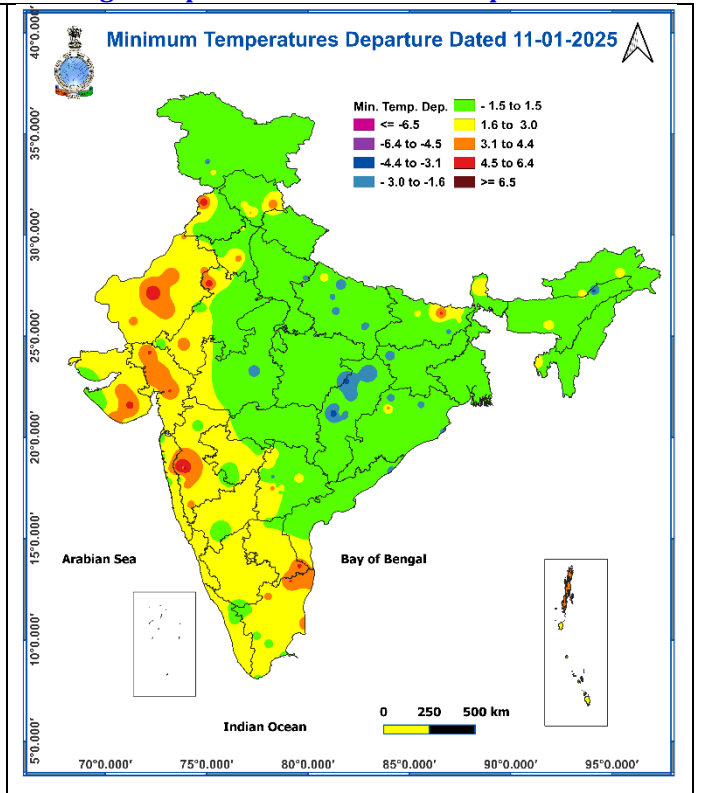 Minimum Temperatures Departure Dated 11-01-2025
Min. Temp. Dep.
<= -6.5
-6.4 to -4.5
-4.4 to -3.1
- 3.0 to -1.6
- 1.5 to 1.5
1.6 to 3.0
3.1 to 4.4
4.5 to 6.4
>= 6.5
40°0.000'
35°0.000'
30°0.000'
25°0.000'
20°0.000'
15°0.000'
10°0.000'
5°0.000'
Arabian Sea
Bay of Bengal
Indian Ocean
0 250 500 km
70°0.000' 75°0.000' 80°0.000' 85°0.000' 90°0.000' 95°0.000'